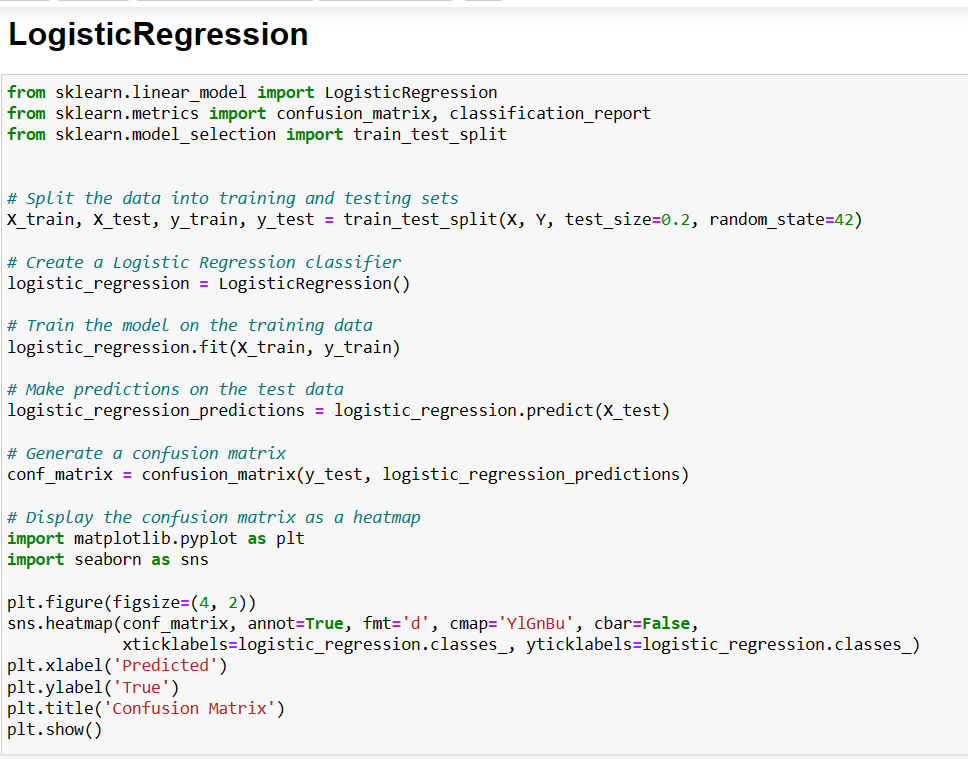 LogisticRegression
from sklearn.linear_model import LogisticRegression
from sklearn.metrics import confusion_matrix, classification_report
from sklearn.model_selection import train_test_split
# Split the data into training and testing sets
X_train, X_test, y_train, y_test = train_test_split(X, Y, test_size=0.2, random_state=42)
# Create a Logistic Regression classifier
logistic_regression = LogisticRegression()
# Train the model on the training data
logistic_regression.fit(X_train, y_train)
# Make predictions on the test data
logistic_regression_predictions = logistic_regression.predict(X_test)
# Generate a confusion matrix
conf_matrix = confusion_matrix(y_test, logistic_regression_predictions)
# Display the confusion matrix as a heatmap
import matplotlib.pyplot as plt
import seaborn as sns
plt.figure(figsize=(4, 2))
sns.heatmap(conf_matrix, annot=True, fmt='d', cmap='YlGnBu', cbar=False,
            xticklabels=logistic_regression.classes_, yticklabels=logistic_regression.classes_)
plt.xlabel('Predicted')
plt.ylabel('True')
plt.title('Confusion Matrix')
plt.show()